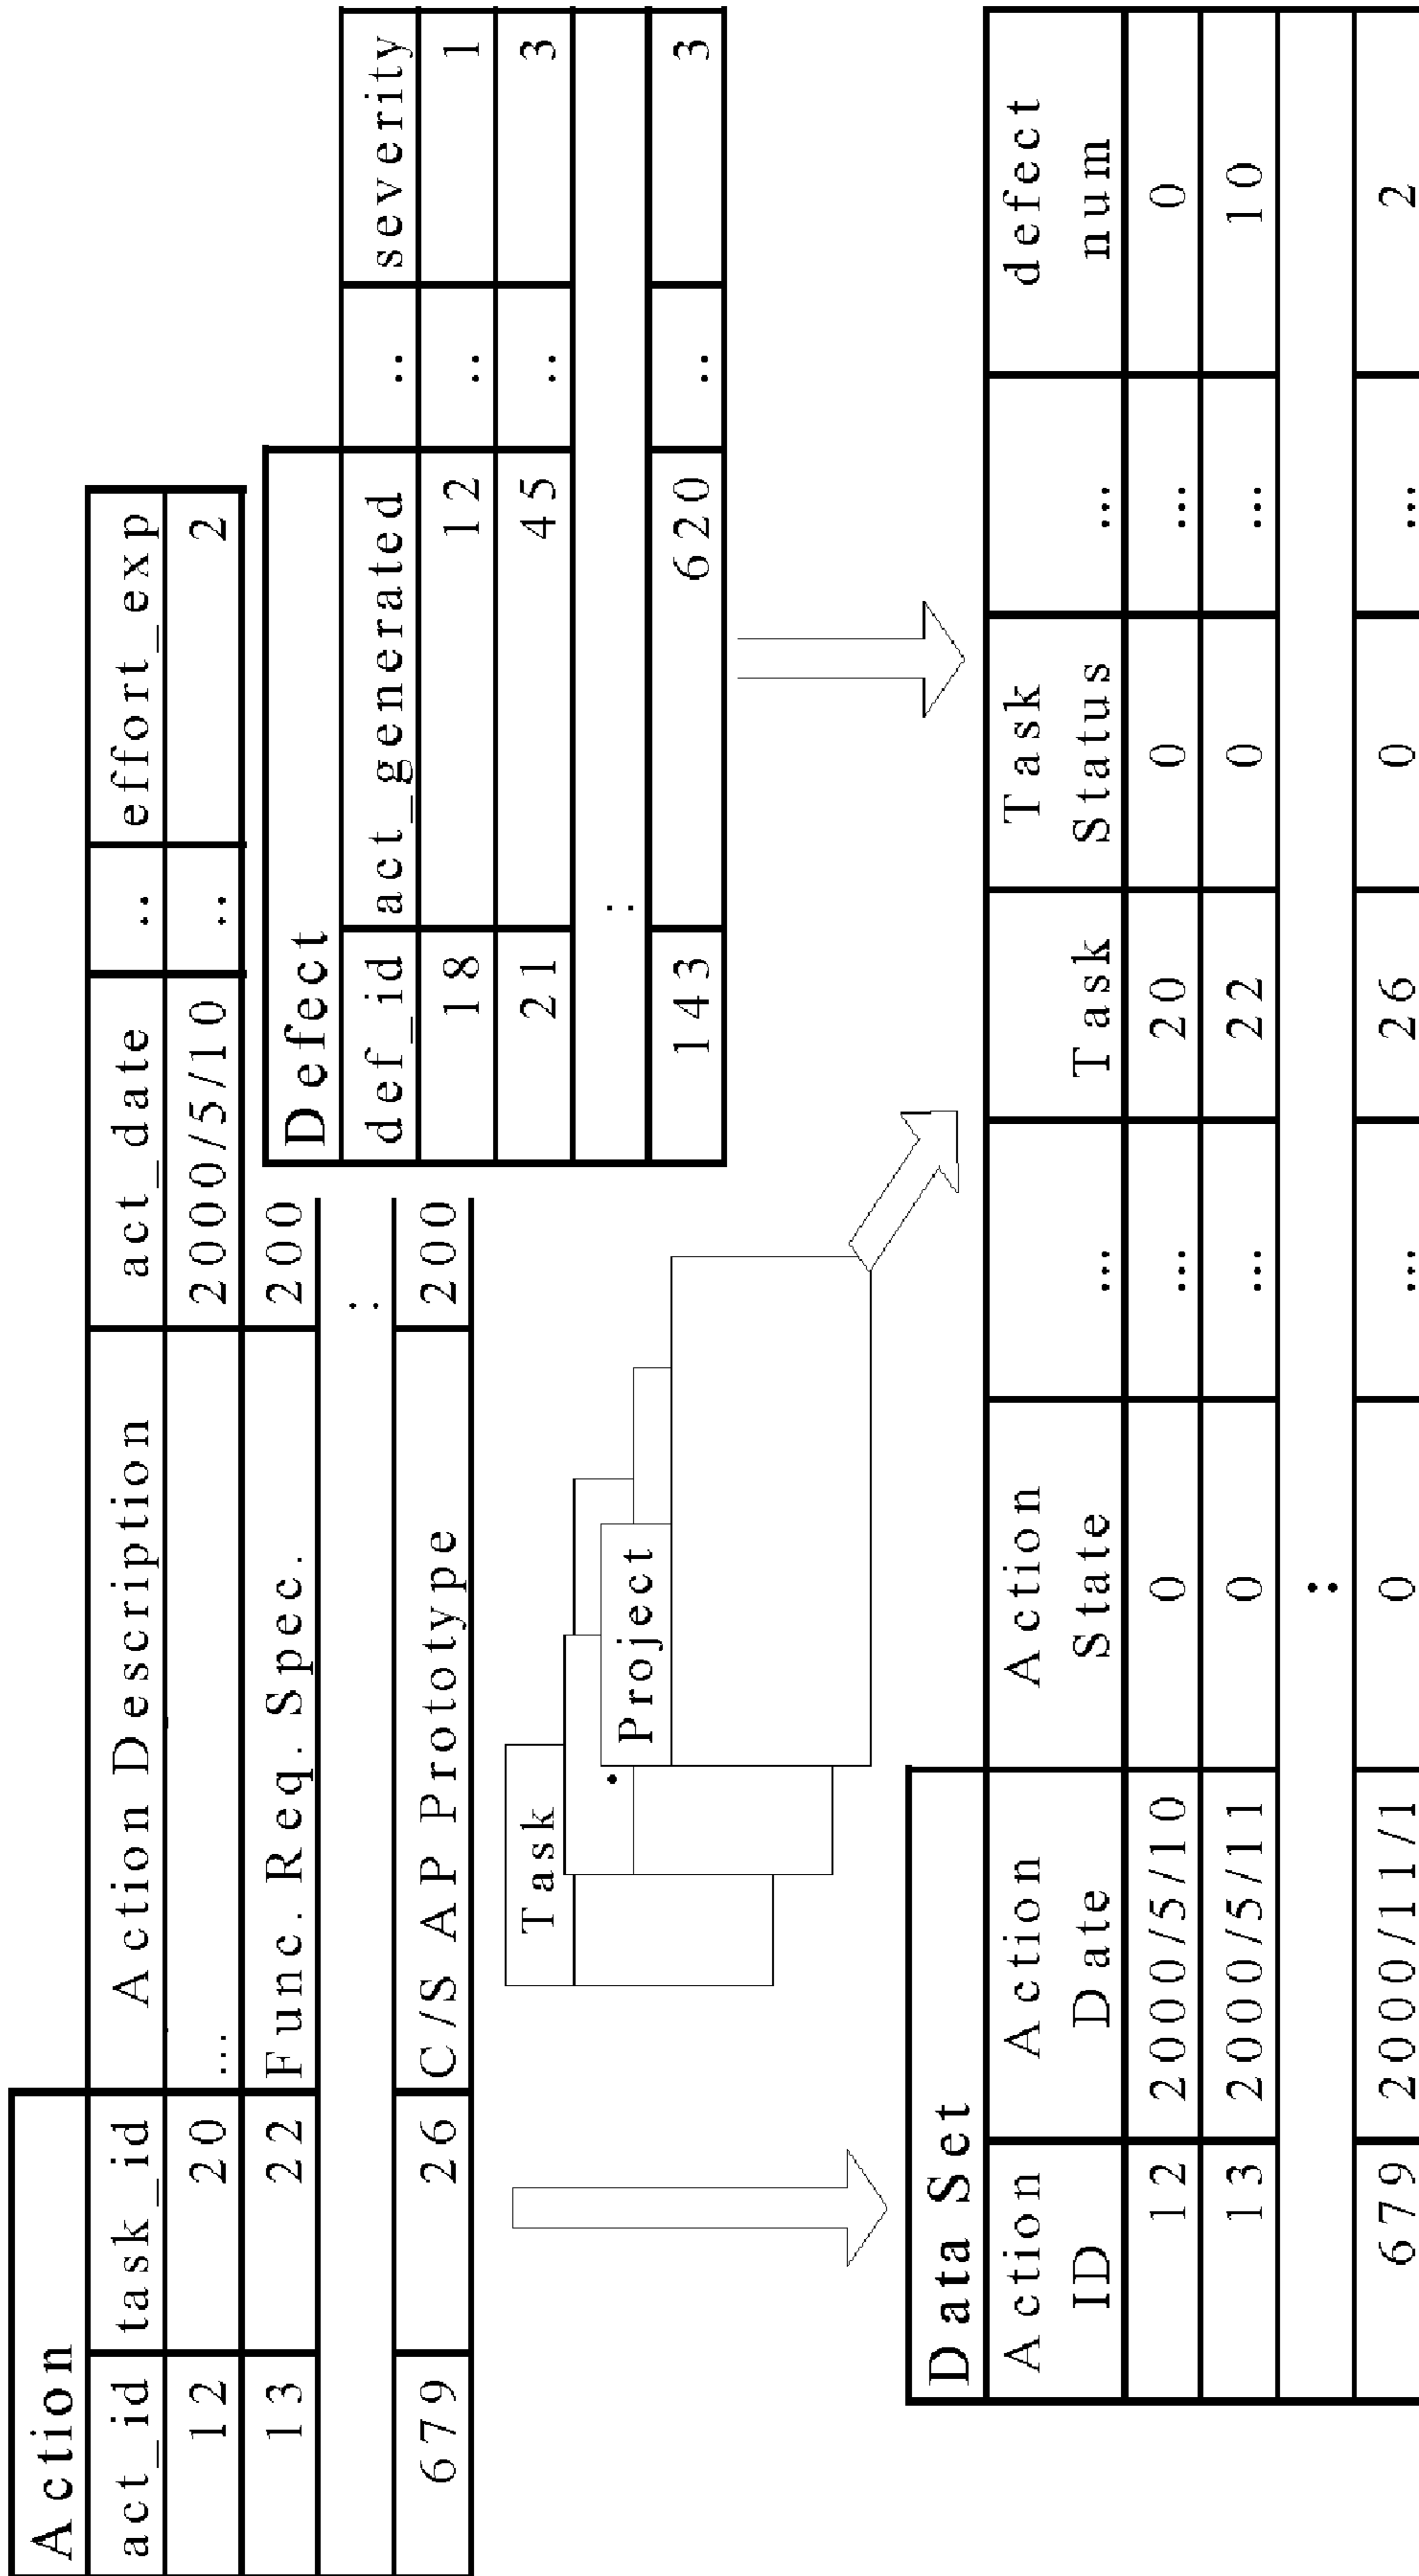 Action
act_id task_id Action Description act_date .. effort_exp
12 20 ... 2000/5/10 .. 2
13 22 Func. Req. Spec. 200
:
679 26 C/S AP Prototype 200
Defect
def_id act_generated .. severity
18 12 .. 1
21 45 .. 3
:
143 620 .. 3
Task
Project
Data Set
Action Action Action ... Task Task ... defect
ID Date State Status num
12 2000/5/10 0 ... 20 0 ... 0
13 2000/5/11 0 ... 22 0 ... 10
:
679 2000/11/1 0 ... 26 0 ... 2